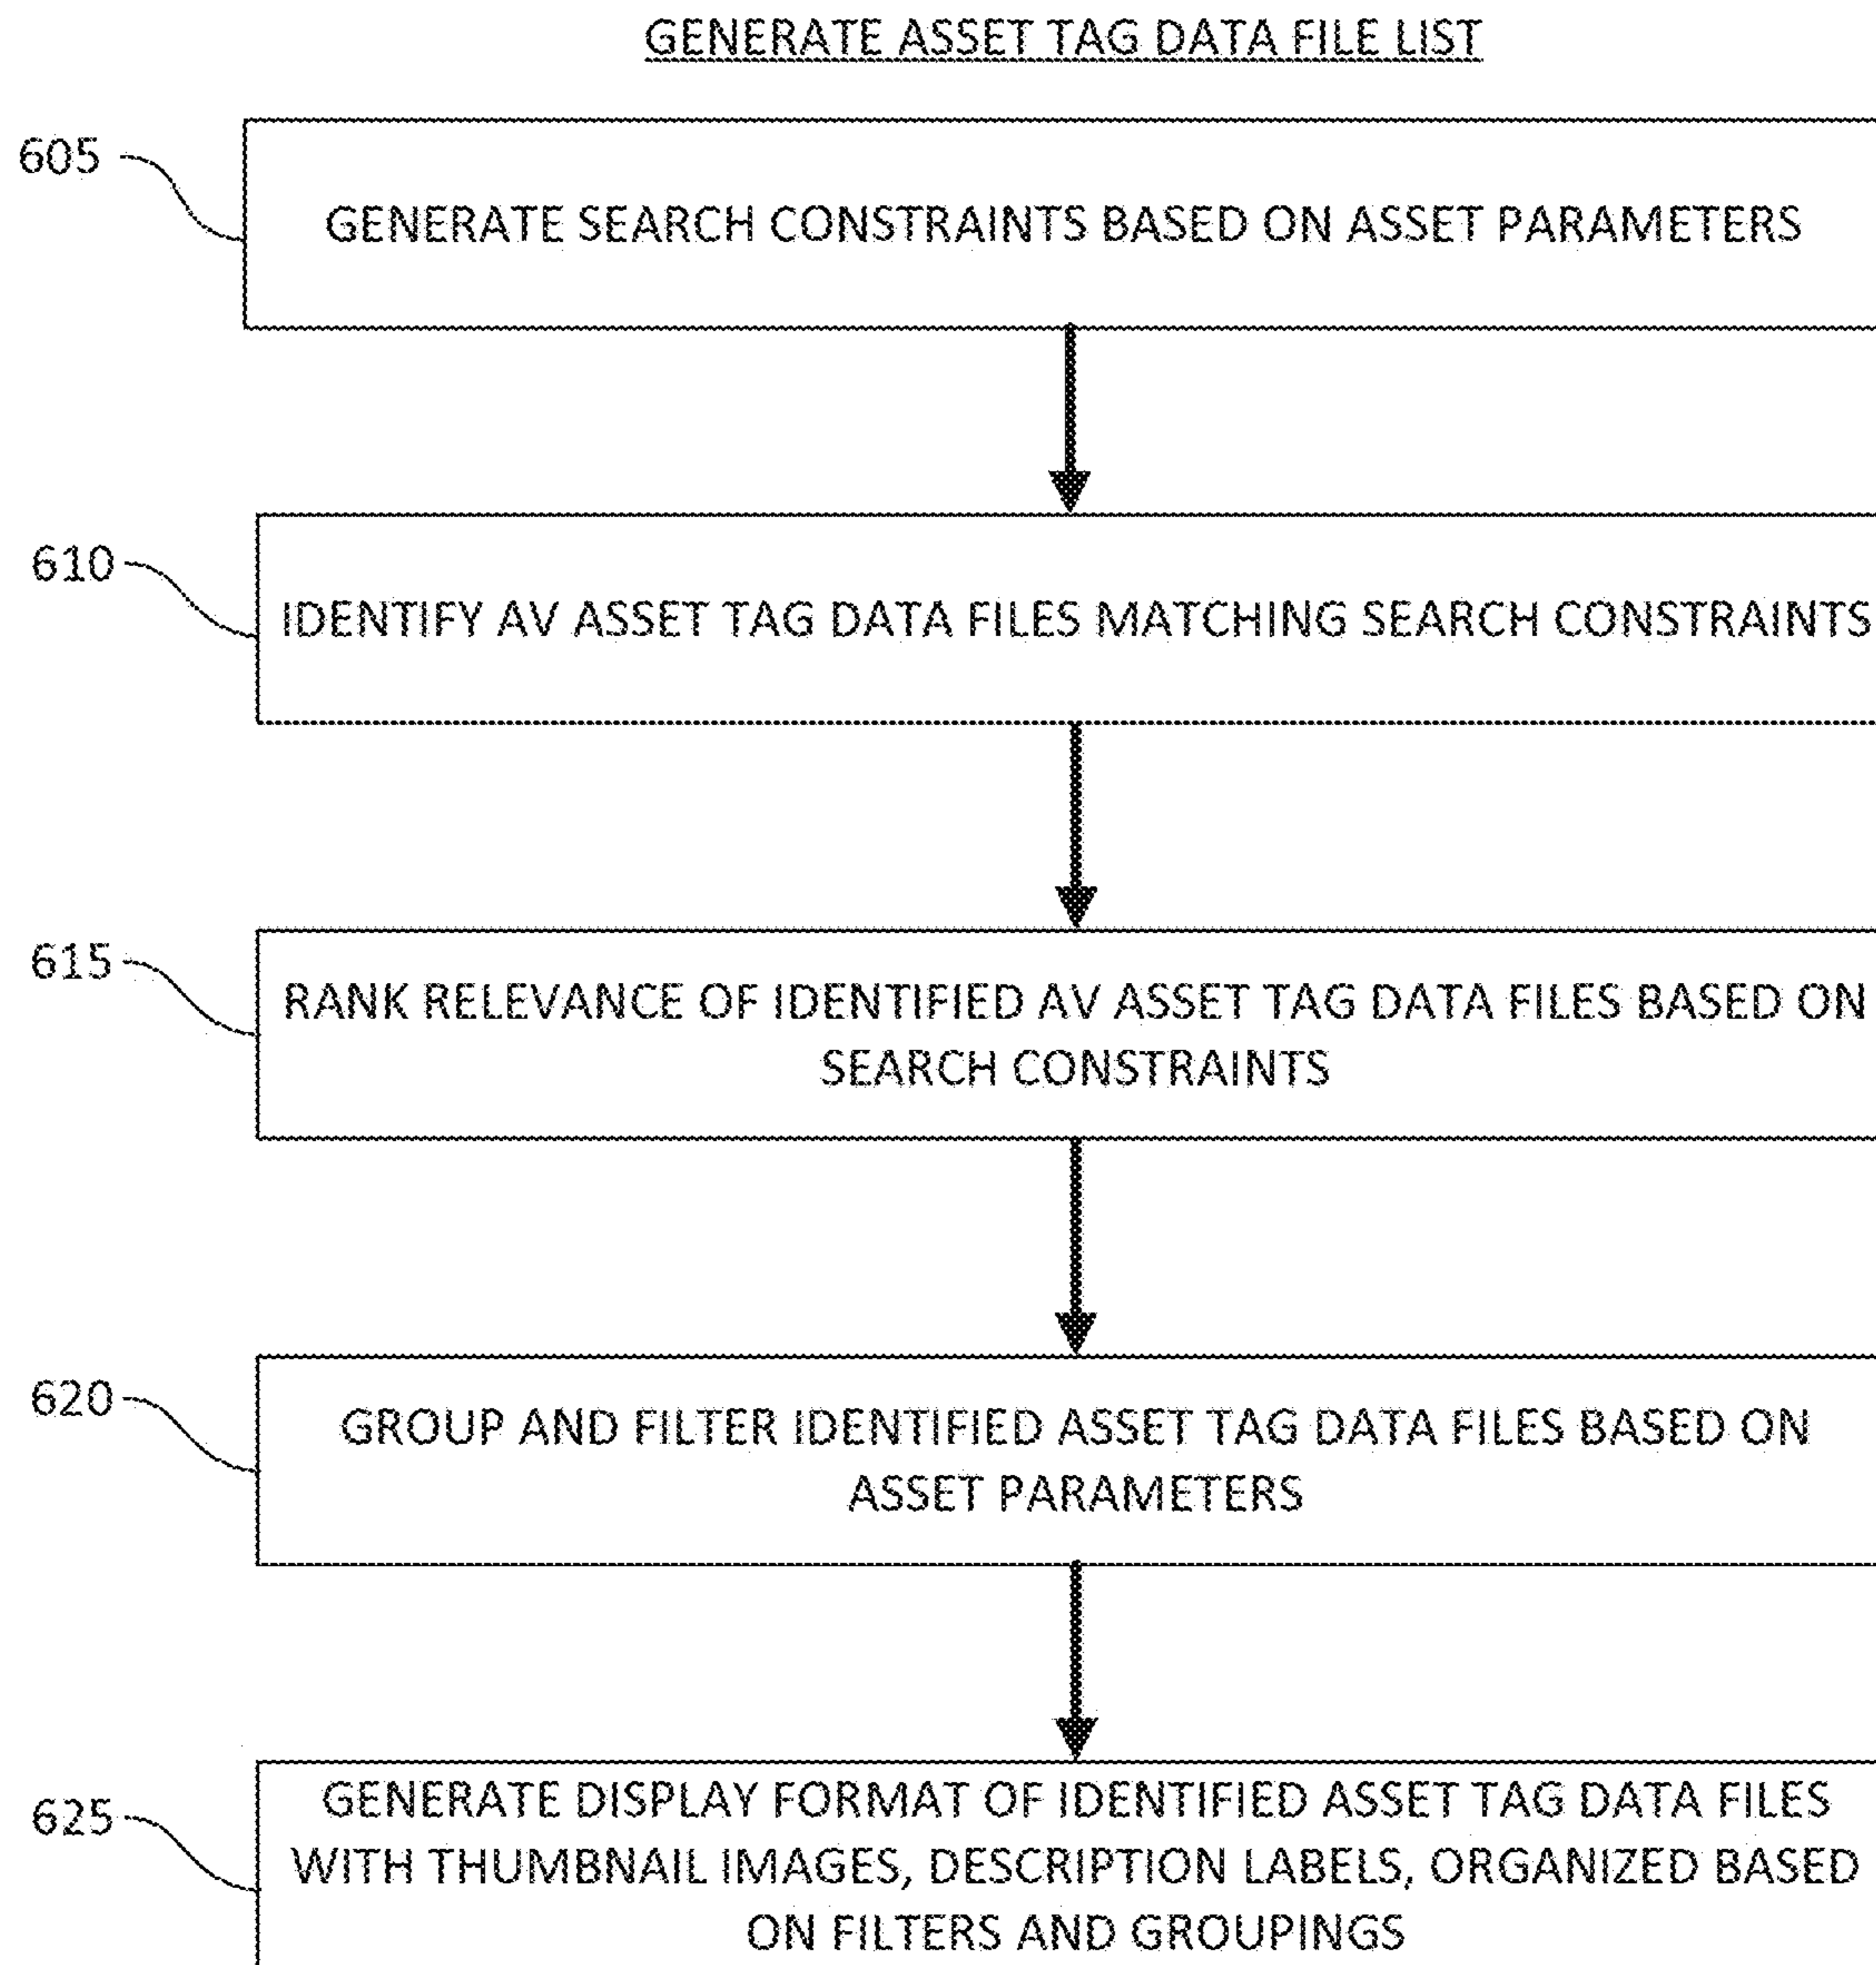 GENERATE ASSET TAG DATA FILE LIST
605
GENERATE SEARCH CONSTRAINTS BASED ON ASSET PARAMETERS
610
IDENTIFY AV ASSET TAG DATA FILES MATCHING SEARCH CONSTRAINTS
615
RANK RELEVANCE OF IDENTIFIED AV ASSET TAG DATA FILES BASED ON
SEARCH CONSTRAINTS
620
GROUP AND FILTER IDENTIFIED ASSET TAG DATA FILES BASED ON
ASSET PARAMETERS
625
GENERATE DISPLAY FORMAT OF IDENTIFIED ASSET TAG DATA FILES
WITH THUMBNAIL IMAGES, DESCRIPTION LABELS, ORGANIZED BASED
ON FILTERS AND GROUPINGS